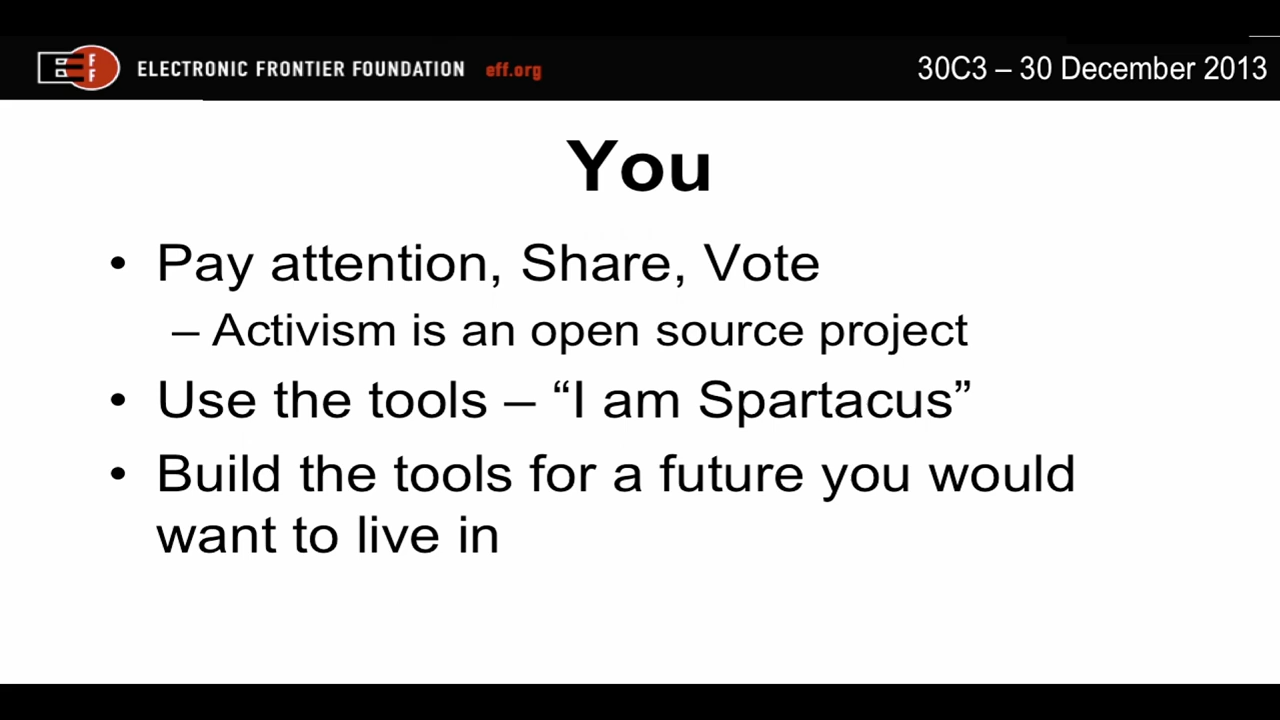 EFF ELECTRONIC FRONTIER FOUNDATION eff.org
30C3 – 30 December 2013
You
• Pay attention, Share, Vote
– Activism is an open source project
• Use the tools – “I am Spartacus”
• Build the tools for a future you would
want to live in